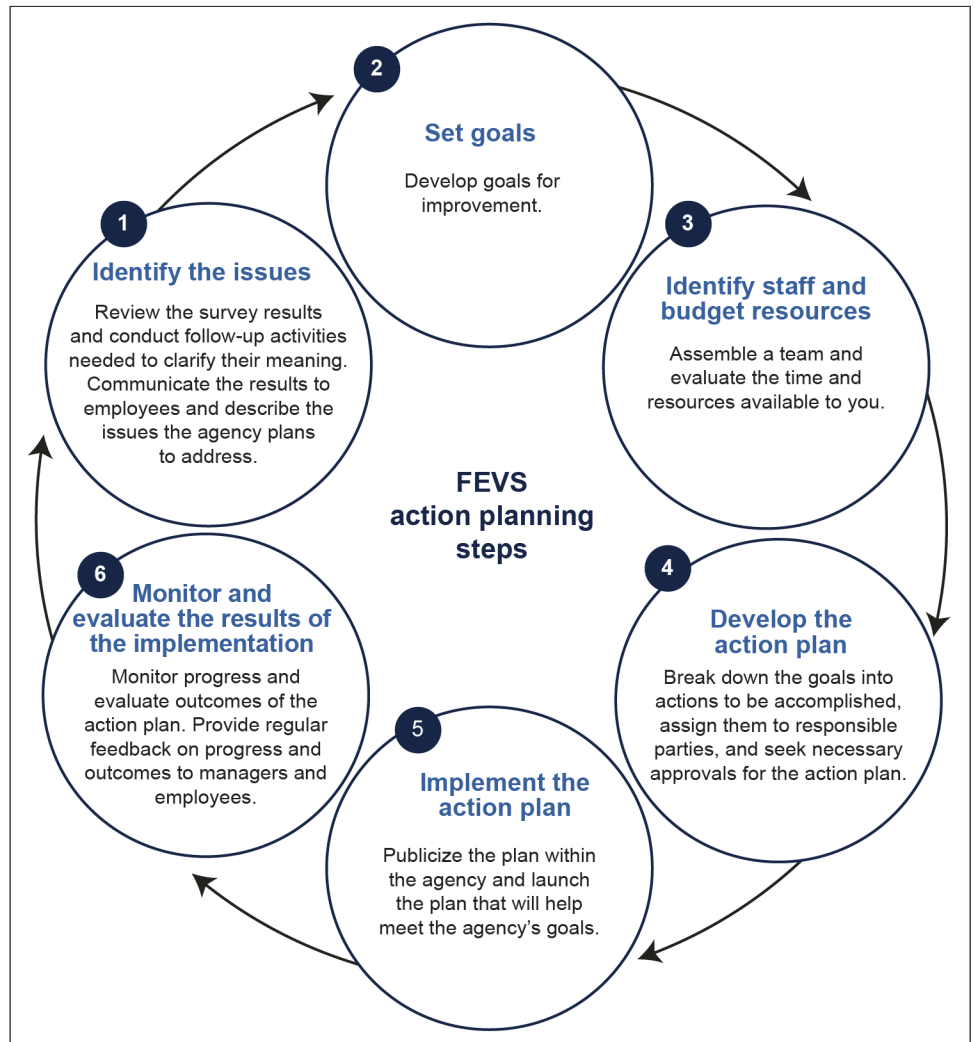 1
Identify the issues
Review the survey results
and conduct follow-up activities
needed to clarify their meaning.
Communicate the results to
employees and describe the
issues the agency plans
to address.
2
Set goals
Develop goals for
improvement.
3
Identify staff and
budget resources
Assemble a team and
evaluate the time and
resources available to you.
4
Develop the
action plan
Break down the goals into
actions to be accomplished,
assign them to responsible
parties, and seek necessary
approvals for the action plan.
5
Implement the
action plan
Publicize the plan within
the agency and launch
the plan that will help
meet the agency’s goals.
6
Monitor and
evaluate the results of
the implementation
Monitor progress and
evaluate outcomes of the
action plan. Provide regular
feedback on progress and
outcomes to managers and
employees.
FEVS
action planning
steps